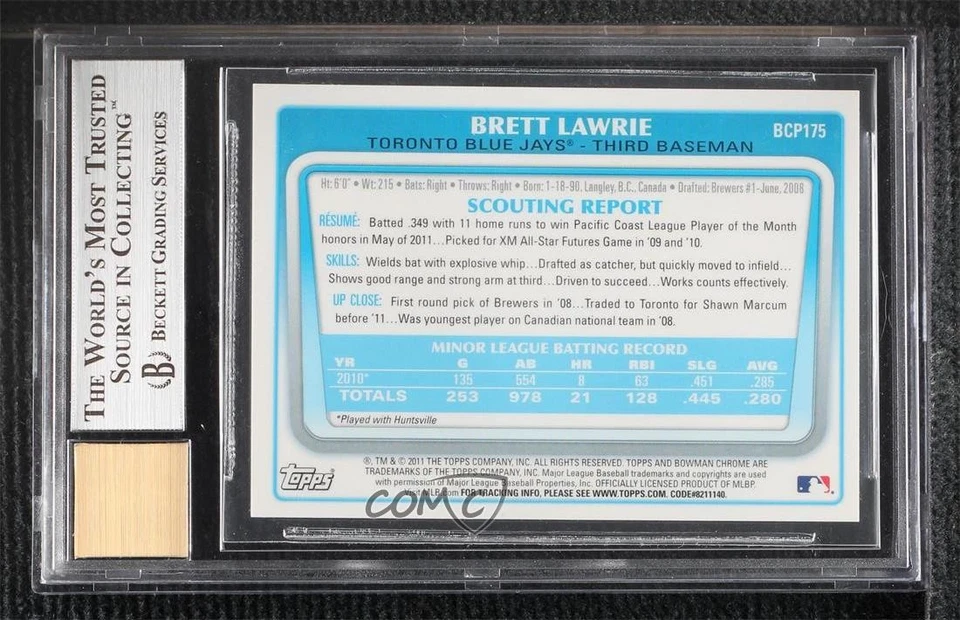 THE WORLD'S MOST TRUSTED
SOURCE IN COLLECTING™
BECKETT GRADING SERVICES
B
BRETT LAWRIE
BCP175
TORONTO BLUE JAYS® - THIRD BASEMAN
Ht: 6'0" • Wt: 215 • Bats: Right • Throws: Right • Born: 1-18-90, Langley, B.C., Canada • Drafted: Brewers #1-June, 2008
SCOUTING REPORT
RÉSUMÉ: Batted .349 with 11 home runs to win Pacific Coast League Player of the Month
honors in May of 2011...Picked for XM All-Star Futures Game in '09 and '10.
SKILLS: Wields bat with explosive whip...Drafted as catcher, but quickly moved to infield...
Shows good range and strong arm at third...Driven to succeed...Works counts effectively.
UP CLOSE: First round pick of Brewers in '08...Traded to Toronto for Shawn Marcum
before '11...Was youngest player on Canadian national team in '08.
MINOR LEAGUE BATTING RECORD
YR G AB HR RBI SLG AVG
2010* 135 554 8 63 .451 .285
TOTALS 253 978 21 128 .445 .280
*Played with Huntsville
®, TM & © 2011 THE TOPPS COMPANY, INC. ALL RIGHTS RESERVED. TOPPS AND BOWMAN CHROME ARE
TRADEMARKS OF THE TOPPS COMPANY, INC. Major League Baseball trademarks and copyrights are used
with permission of Major League Baseball Properties, Inc. OFFICIALLY LICENSED PRODUCT OF MLBP.
Visit MLB.com FOR TRACKING INFO, PLEASE SEE WWW.TOPPS.COM. CODE#8211140.
topps
COMC